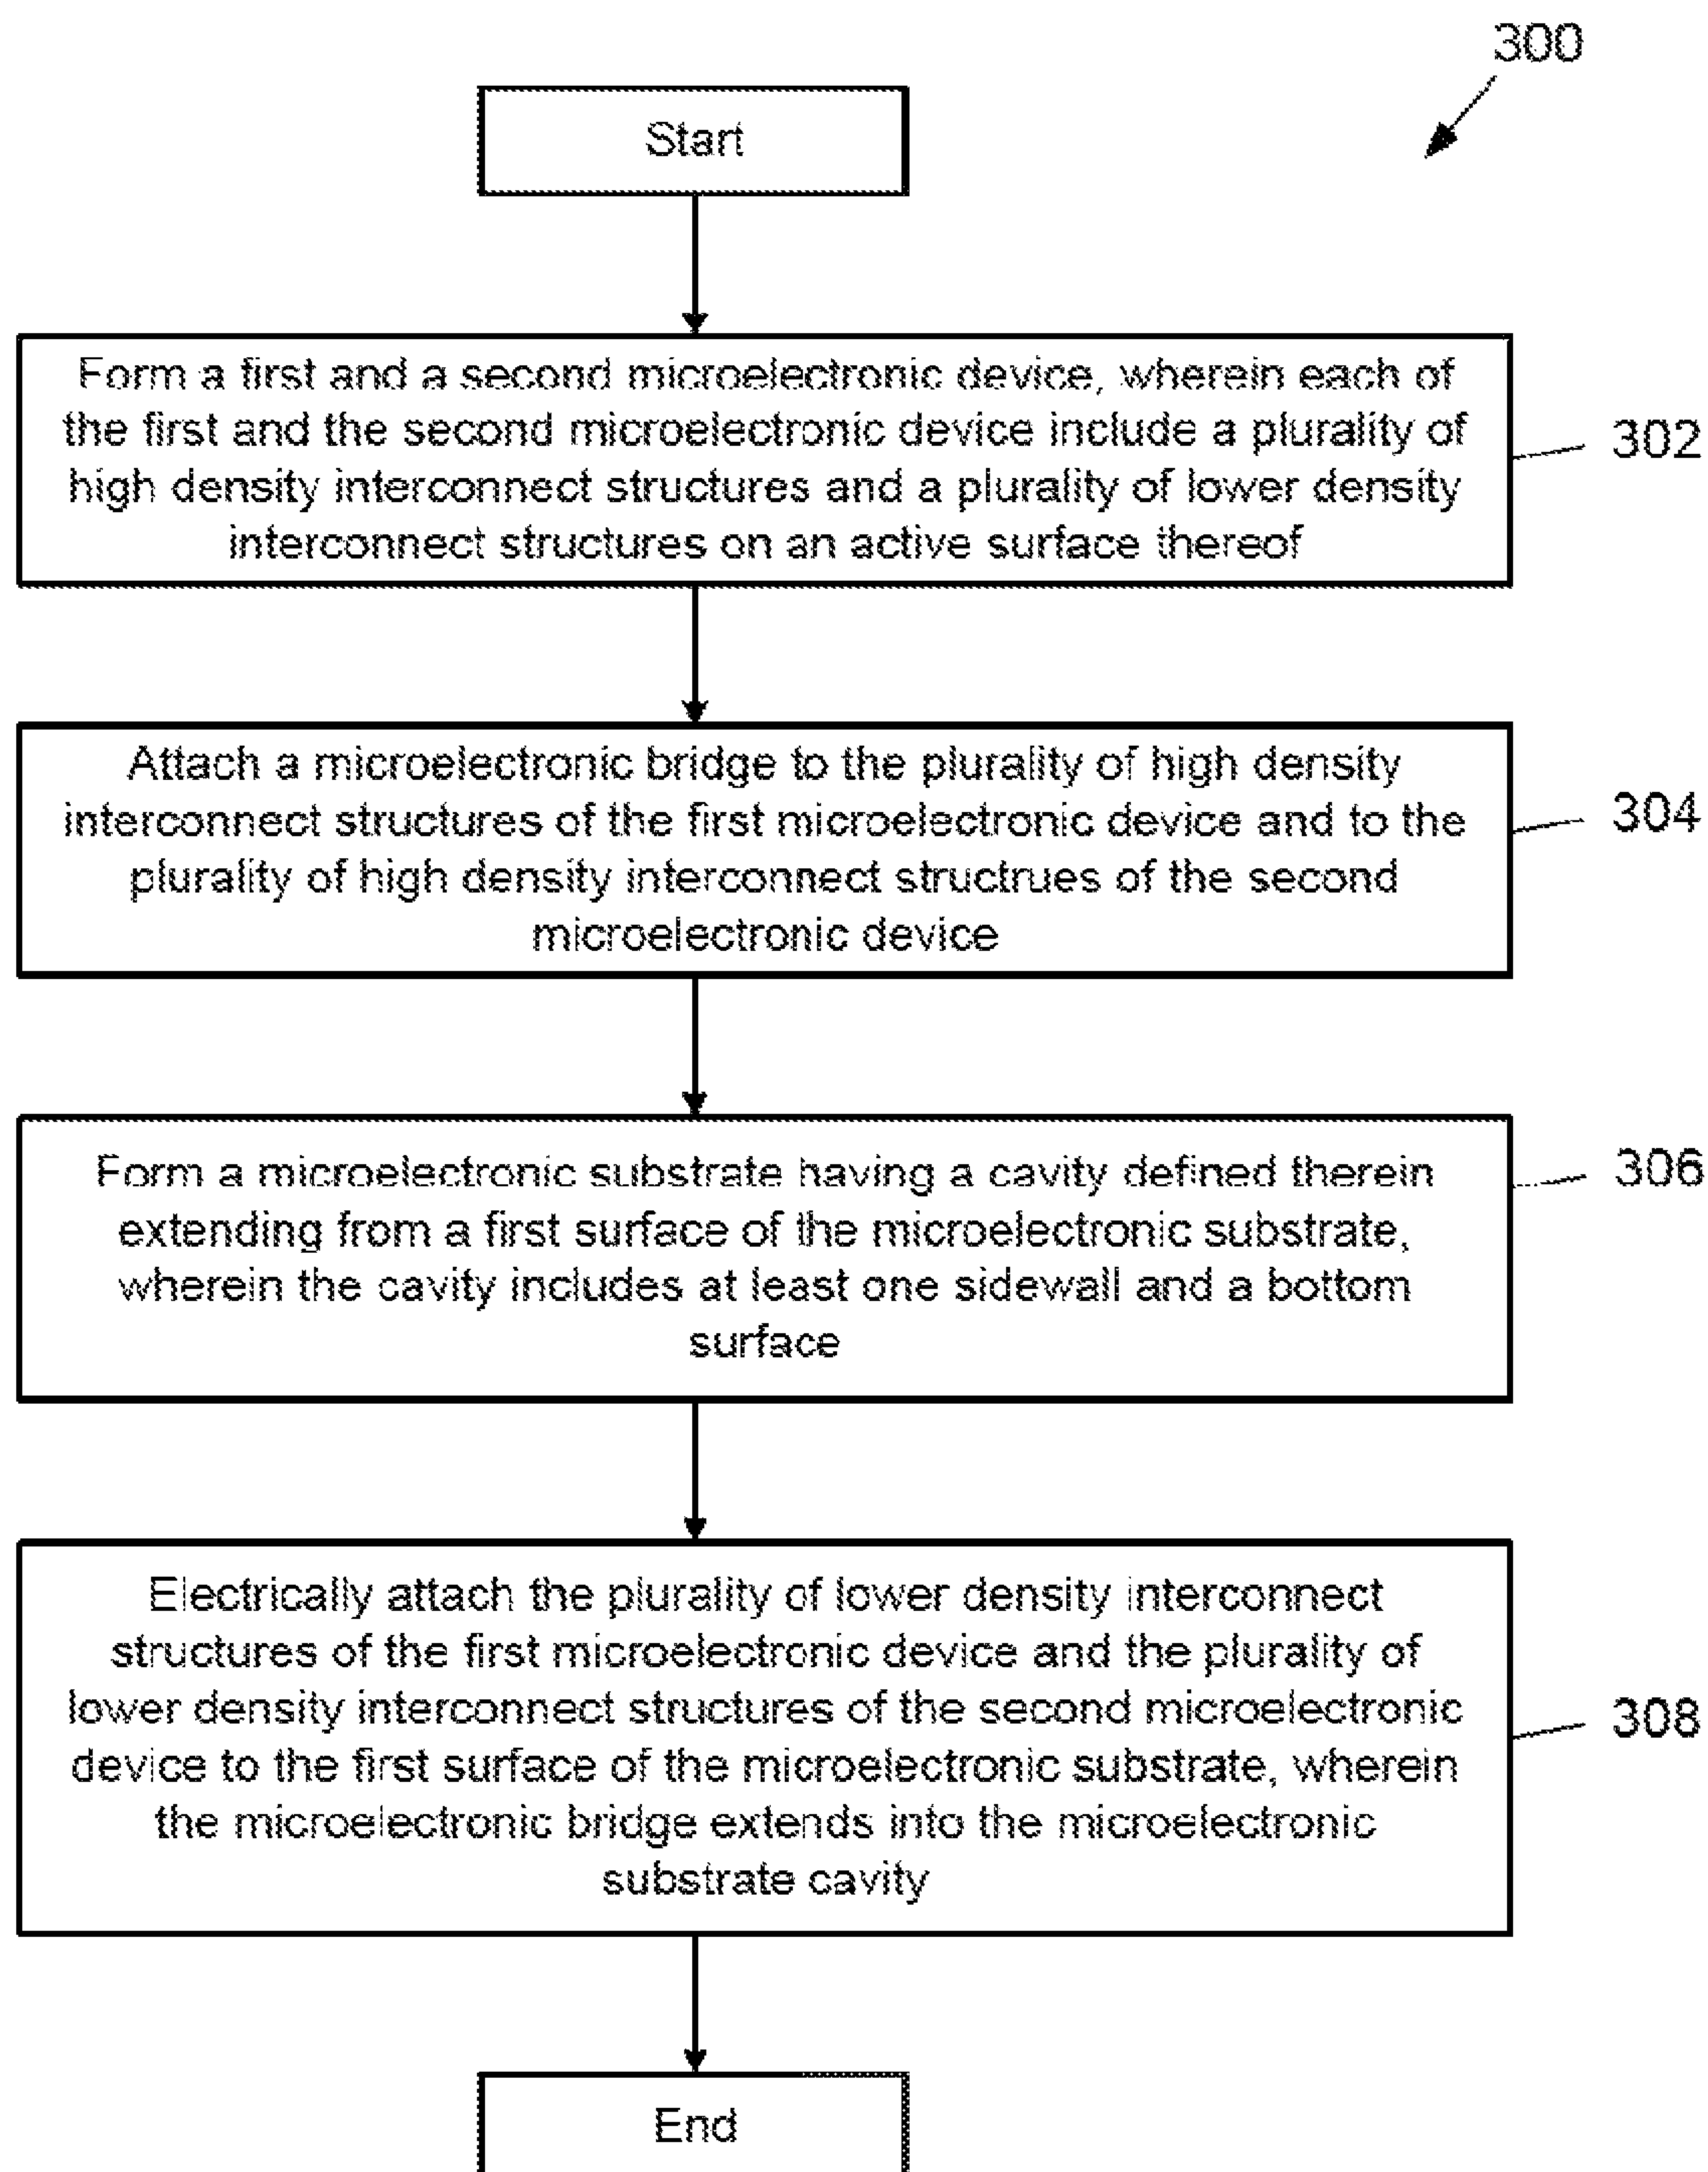 300
Start
Form a first and a second microelectronic device, wherein each of
the first and the second microelectronic device include a plurality of
high density interconnect structures and a plurality of lower density
interconnect structures on an active surface thereof
302
Attach a microelectronic bridge to the plurality of high density
interconnect structures of the first microelectronic device and to the
plurality of high density interconnect structrues of the second
microelectronic device
304
Form a microelectronic substrate having a cavity defined therein
extending from a first surface of the microelectronic substrate,
wherein the cavity includes at least one sidewall and a bottom
surface
306
Electrically attach the plurality of lower density interconnect
structures of the first microelectronic device and the plurality of
lower density interconnect structures of the second microelectronic
device to the first surface of the microelectronic substrate, wherein
the microelectronic bridge extends into the microelectronic
substrate cavity
308
End